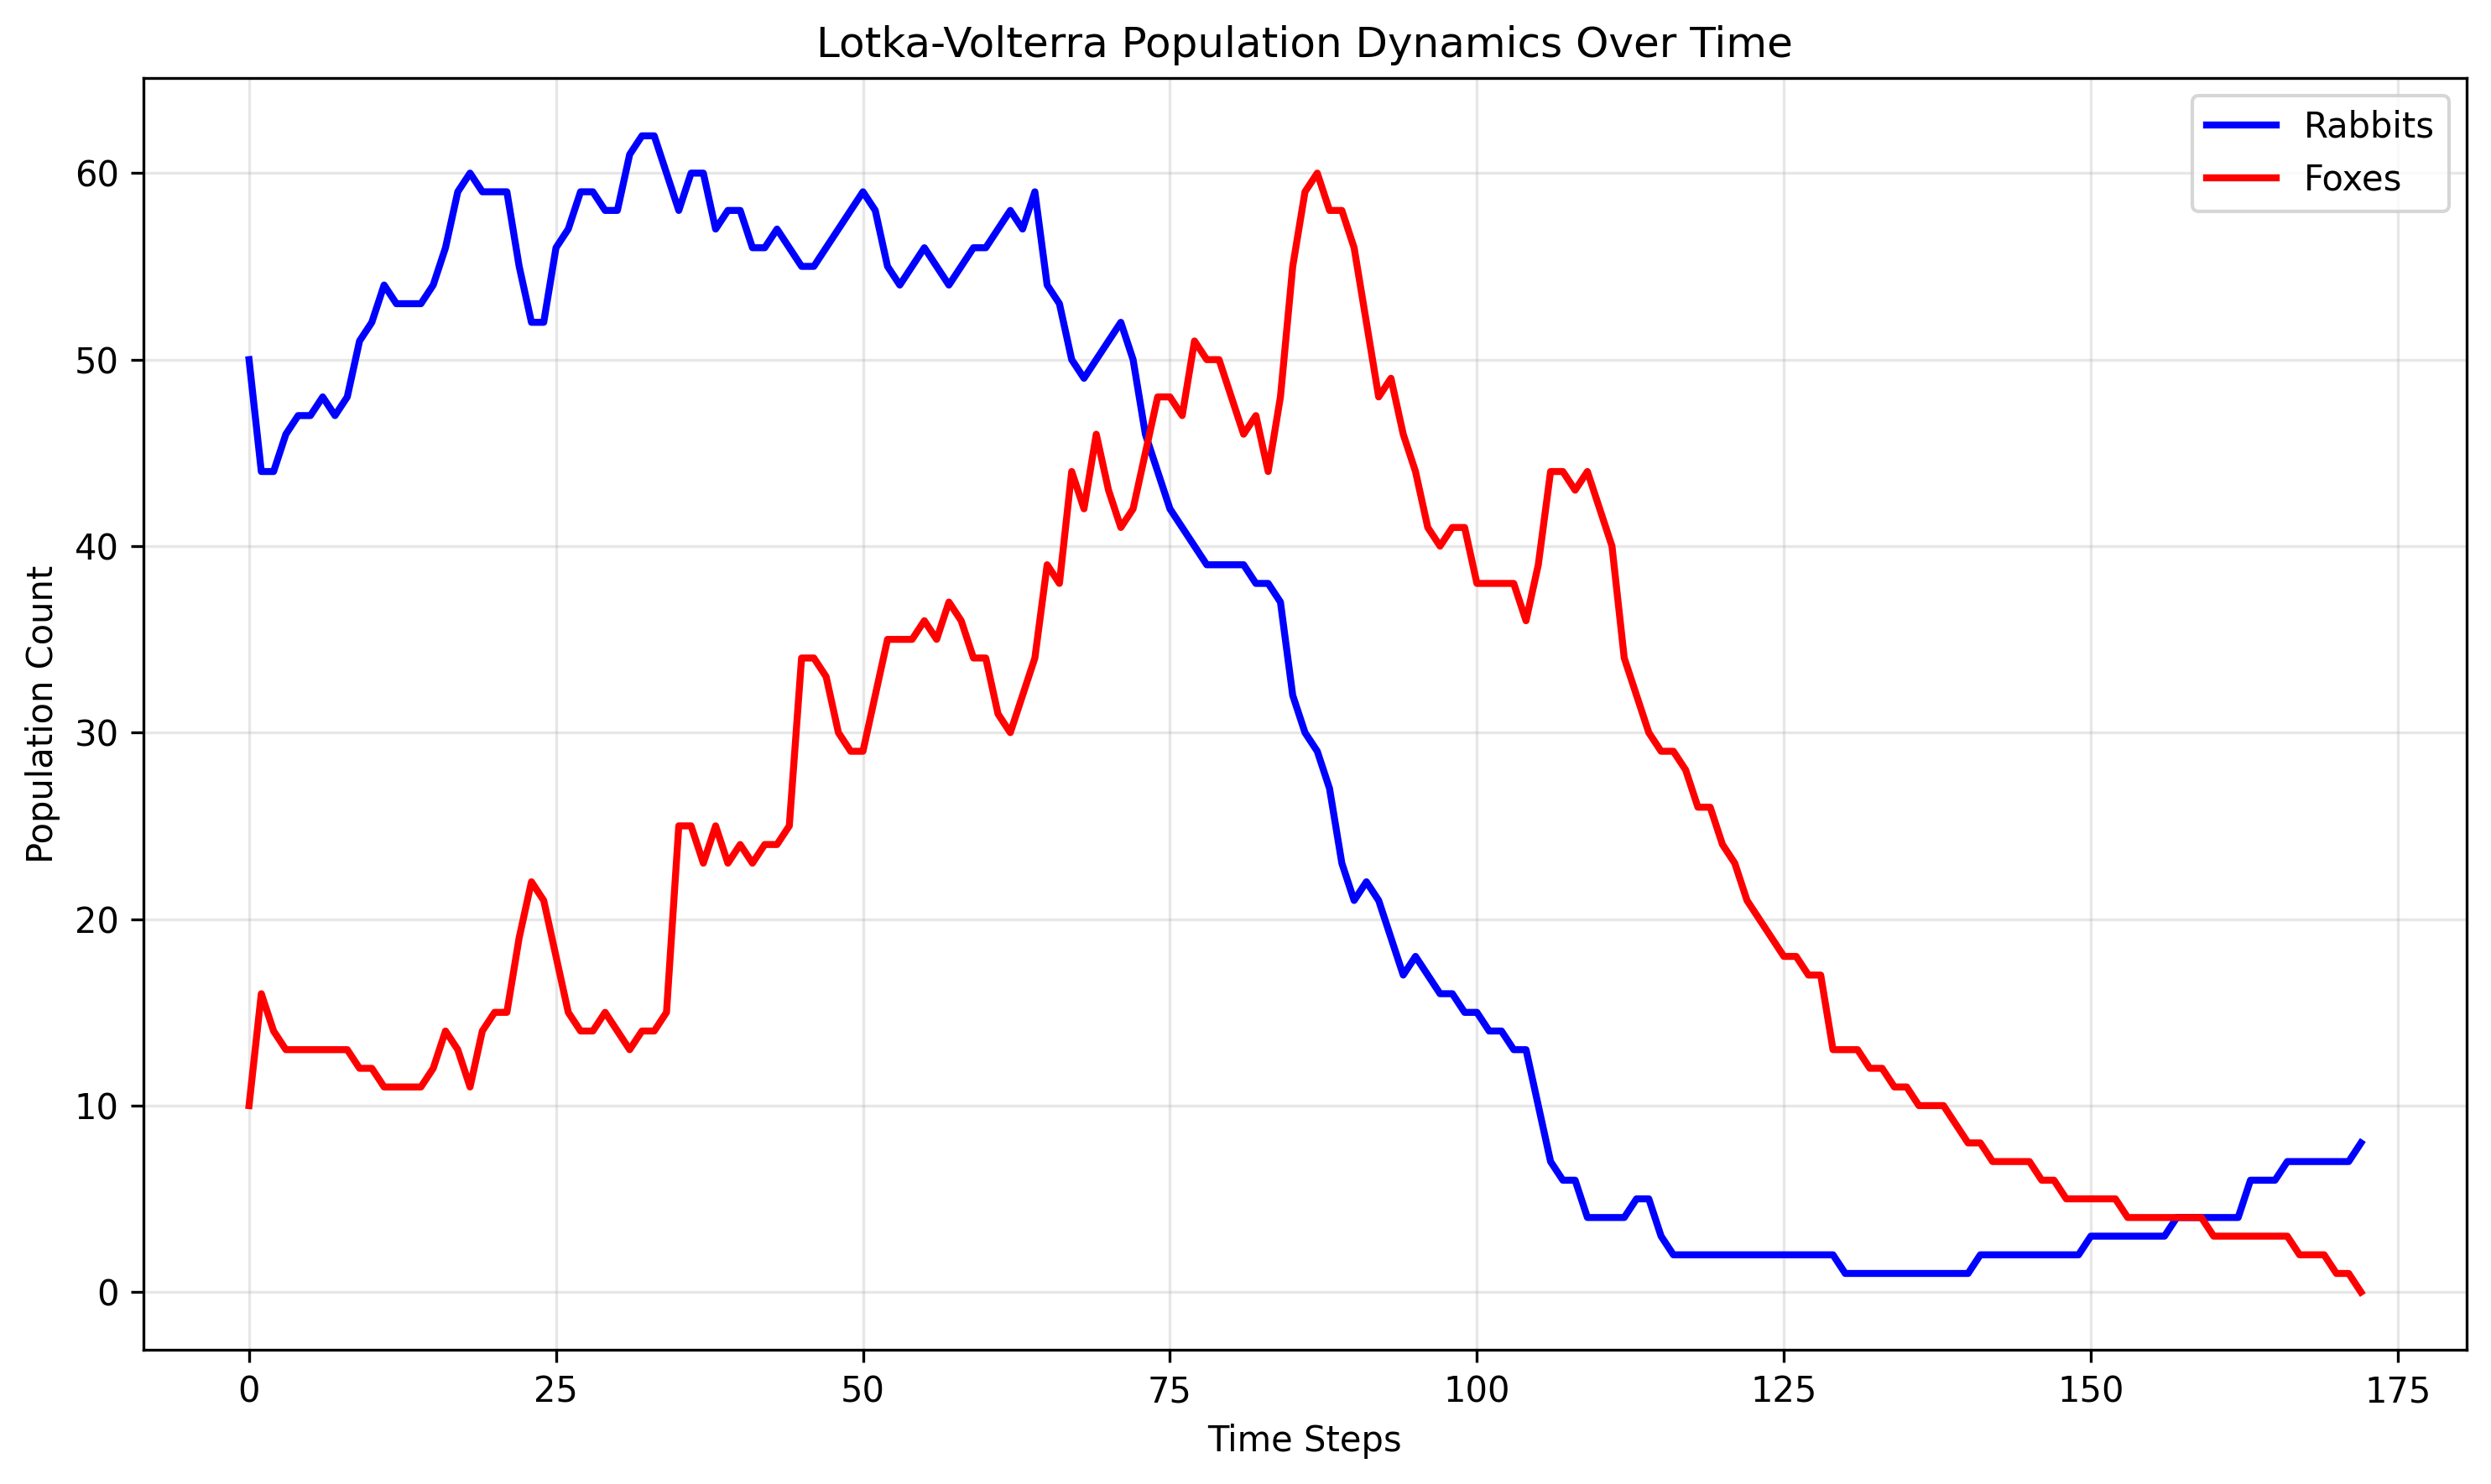 Lotka-Volterra Population Dynamics Over Time
Rabbits
Foxes
Population Count
60
50
40
30
20
10
0
0 25 50 75 100 125 150 175
Time Steps